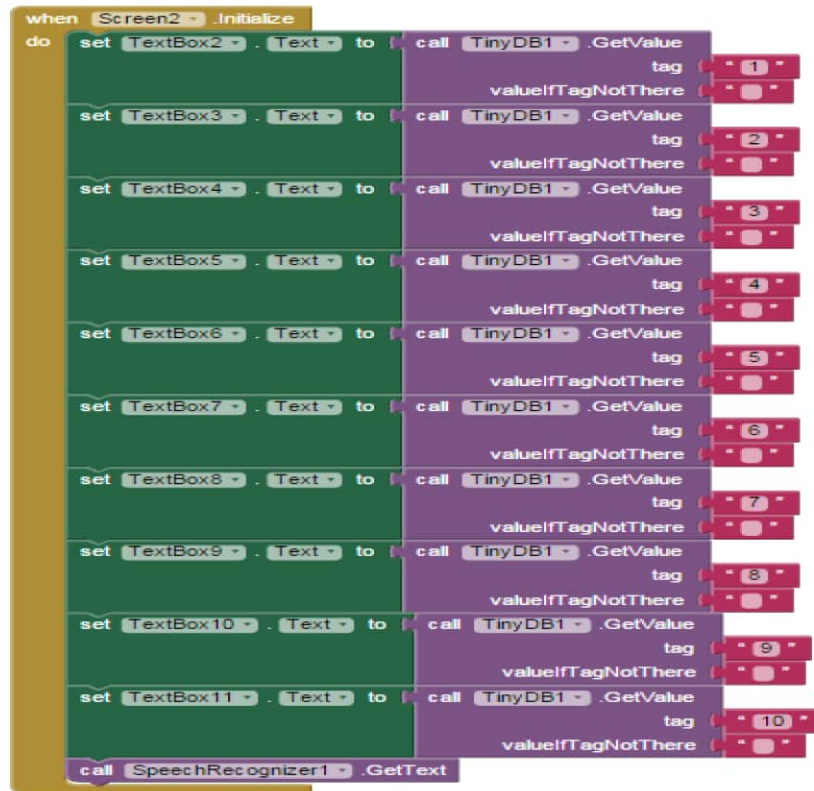 when Screen2 .Initialize
do set TextBox2 . Text to call TinyDB1 .GetValue
tag " 1 "
valueIfTagNotThere " "
set TextBox3 . Text to call TinyDB1 .GetValue
tag " 2 "
valueIfTagNotThere " "
set TextBox4 . Text to call TinyDB1 .GetValue
tag " 3 "
valueIfTagNotThere " "
set TextBox5 . Text to call TinyDB1 .GetValue
tag " 4 "
valueIfTagNotThere " "
set TextBox6 . Text to call TinyDB1 .GetValue
tag " 5 "
valueIfTagNotThere " "
set TextBox7 . Text to call TinyDB1 .GetValue
tag " 6 "
valueIfTagNotThere " "
set TextBox8 . Text to call TinyDB1 .GetValue
tag " 7 "
valueIfTagNotThere " "
set TextBox9 . Text to call TinyDB1 .GetValue
tag " 8 "
valueIfTagNotThere " "
set TextBox10 . Text to call TinyDB1 .GetValue
tag " 9 "
valueIfTagNotThere " "
set TextBox11 . Text to call TinyDB1 .GetValue
tag " 10 "
valueIfTagNotThere " "
call SpeechRecognizer1 .GetText